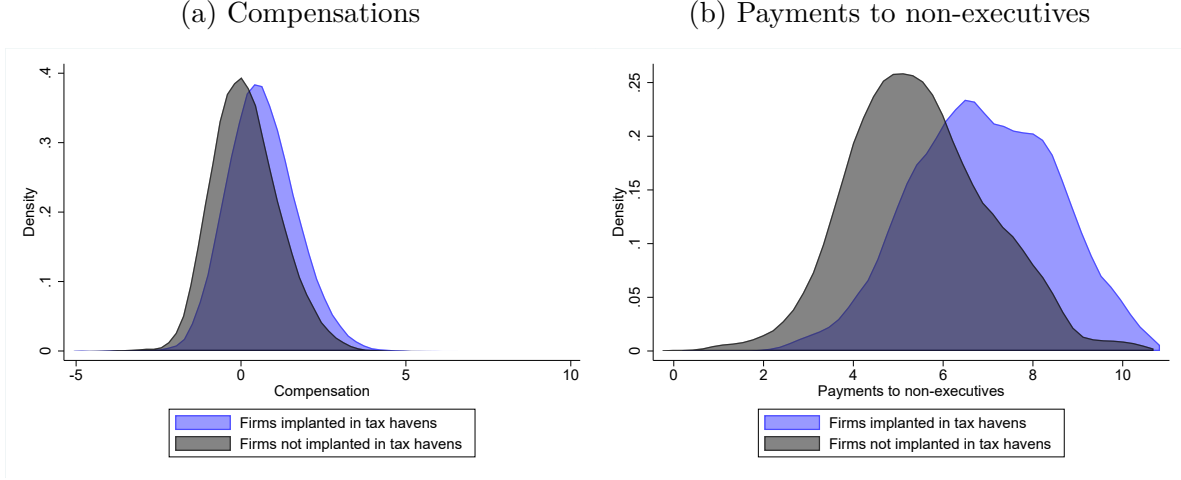 (a) Compensations
(b) Payments to non-executives
Density
0
.1
.2
.3
.4
-5
0
5
10
Compensation
Firms implanted in tax havens
Firms not implanted in tax havens
Density
0
.05
.1
.15
.2
.25
0
2
4
6
8
10
Payments to non-executives
Firms implanted in tax havens
Firms not implanted in tax havens